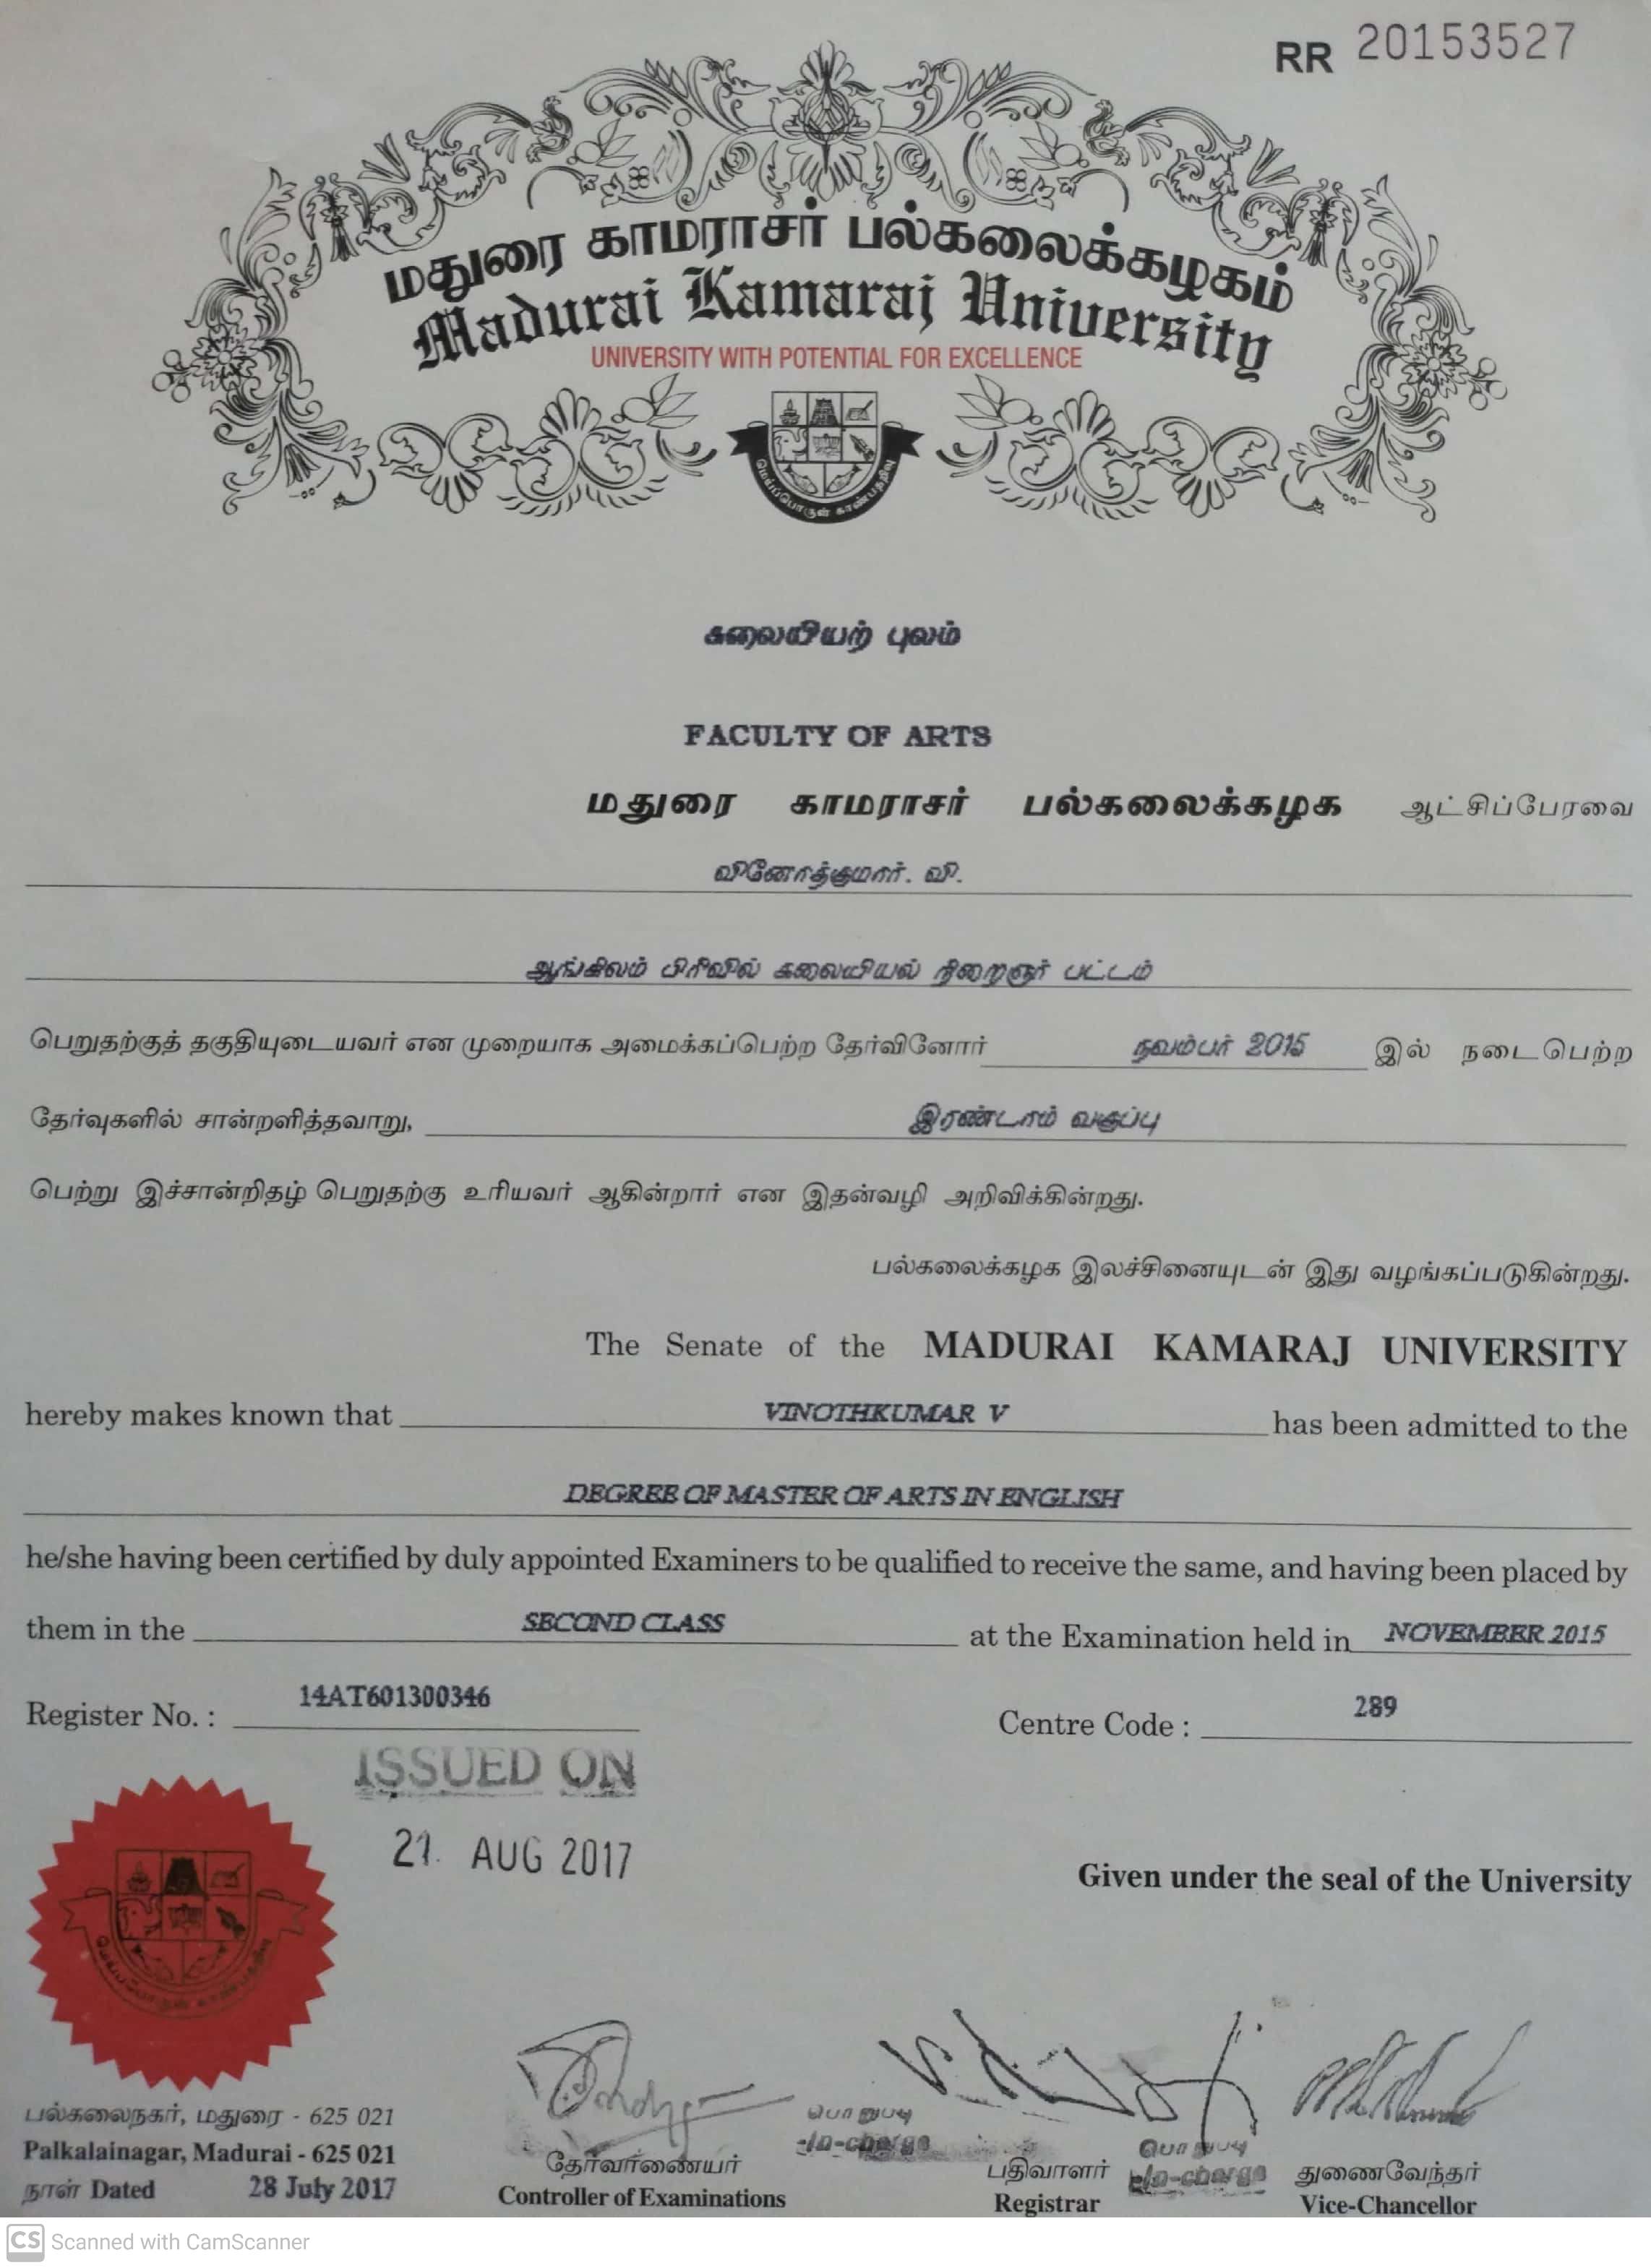 RR 20153527
மதுரை காமராசர் பல்கலைக்கழகம்
Madurai Kamaraj University
UNIVERSITY WITH POTENTIAL FOR EXCELLENCE
கலையியற் புலம்
FACULTY OF ARTS
மதுரை காமராசர் பல்கலைக்கழக ஆட்சிப்பேரவை
வினோத்குமார். வி.
ஆங்கிலம் பிரிவில் கலையியல் நிறைஞர் பட்டம்
பெறுதற்குத் தகுதியுடையவர் என முறையாக அமைக்கப்பெற்ற தேர்வினோர் நவம்பர் 2015 இல் நடைபெற்ற
தேர்வுகளில் சான்றளித்தவாறு, இரண்டாம் வகுப்பு
பெற்று இச்சான்றிதழ் பெறுதற்கு உரியவர் ஆகின்றார் என இதன்வழி அறிவிக்கின்றது.
பல்கலைக்கழக இலச்சினையுடன் இது வழங்கப்படுகின்றது.
The Senate of the MADURAI KAMARAJ UNIVERSITY
hereby makes known that VINOTHKUMAR V has been admitted to the
DEGREE OF MASTER OF ARTS IN ENGLISH
he/she having been certified by duly appointed Examiners to be qualified to receive the same, and having been placed by
them in the SECOND CLASS at the Examination held in NOVEMBER 2015
Register No. : 14AT601300346 Centre Code : 289
ISSUED ON
21. AUG 2017
Given under the seal of the University
பல்கலைநகர், மதுரை - 625 021
Palkalainagar, Madurai - 625 021
நாள் Dated 28 July 2017
தேர்வாணையர்
Controller of Examinations
பொறுப்பு
-In-charge
பதிவாளர்
Registrar
பொறுப்பு
In-charge
துணைவேந்தர்
Vice-Chancellor
CS Scanned with CamScanner